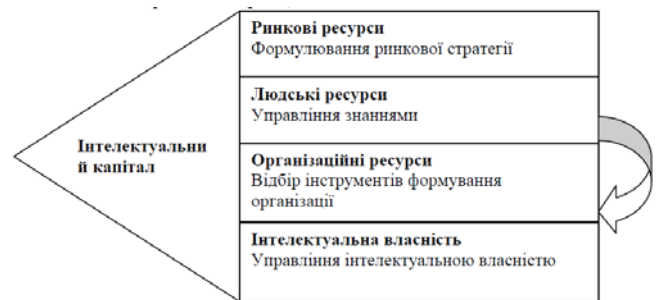 Інтелектуальни
й капітал
Ринкові ресурси
Формулювання ринкової стратегії
Людські ресурси
Управління знаннями
Організаційні ресурси
Відбір інструментів формування
організації
Інтелектуальна власність
Управління інтелектуальною власністю